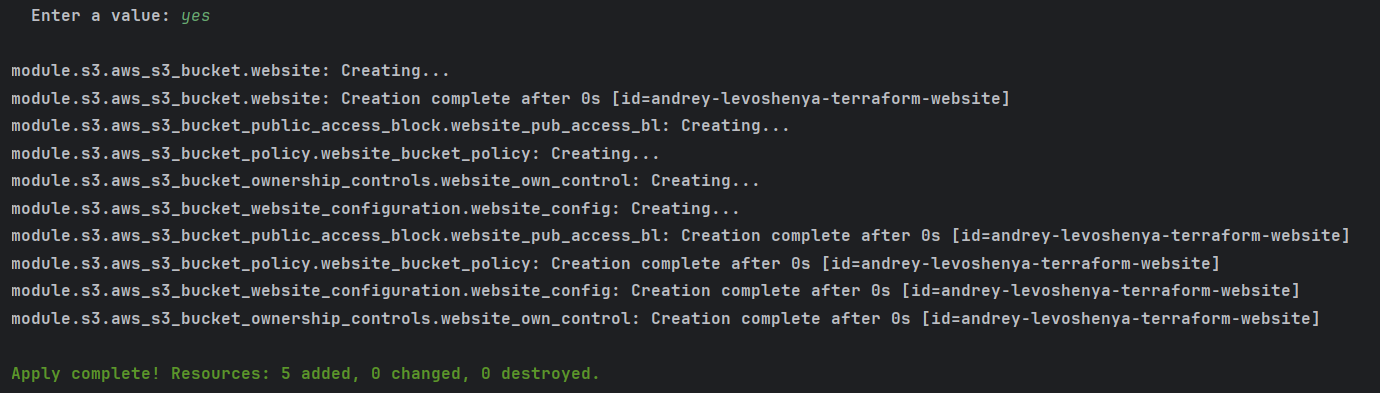 Enter a value: yes
module.s3.aws_s3_bucket.website: Creating...
module.s3.aws_s3_bucket.website: Creation complete after 0s [id=andrey-levoshenya-terraform-website]
module.s3.aws_s3_bucket_public_access_block.website_pub_access_bl: Creating...
module.s3.aws_s3_bucket_policy.website_bucket_policy: Creating...
module.s3.aws_s3_bucket_ownership_controls.website_own_control: Creating...
module.s3.aws_s3_bucket_website_configuration.website_config: Creating...
module.s3.aws_s3_bucket_public_access_block.website_pub_access_bl: Creation complete after 0s [id=andrey-levoshenya-terraform-website]
module.s3.aws_s3_bucket_policy.website_bucket_policy: Creation complete after 0s [id=andrey-levoshenya-terraform-website]
module.s3.aws_s3_bucket_website_configuration.website_config: Creation complete after 0s [id=andrey-levoshenya-terraform-website]
module.s3.aws_s3_bucket_ownership_controls.website_own_control: Creation complete after 0s [id=andrey-levoshenya-terraform-website]
Apply complete! Resources: 5 added, 0 changed, 0 destroyed.